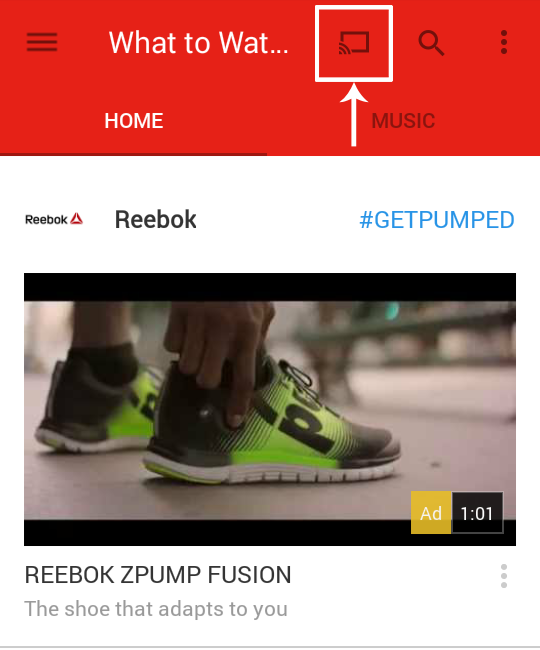 What to Wat...
HOME
MUSIC
Reebok
Reebok
#GETPUMPED
p
Ad
1:01
REEBOK ZPUMP FUSION
The shoe that adapts to you